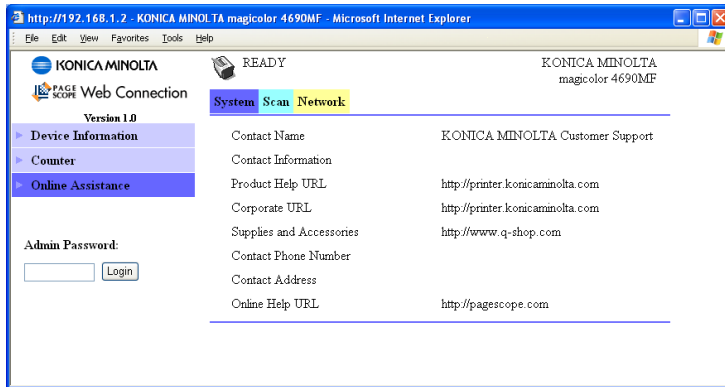 http://192.168.1.2 - KONICA MINOLTA magicolor 4690MF - Microsoft Internet Explorer
File Edit View Favorites Tools Help
KONICA MINOLTA
PAGE SCOPE Web Connection
Version 1.0
Device Information
Counter
Online Assistance
Admin Password:
Login
READY
KONICA MINOLTA
magicolor 4690MF
System Scan Network
Contact Name KONICA MINOLTA Customer Support
Contact Information
Product Help URL http://printer.konicaminolta.com
Corporate URL http://printer.konicaminolta.com
Supplies and Accessories http://www.q-shop.com
Contact Phone Number
Contact Address
Online Help URL http://pagescope.com